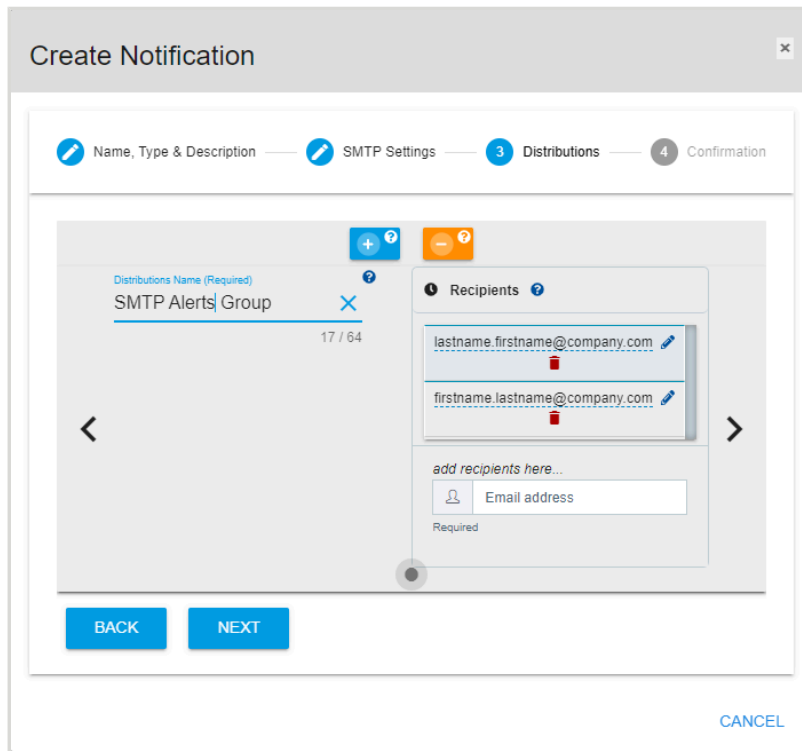 Create Notification
×
Name, Type & Description
SMTP Settings
3 Distributions
4 Confirmation
+ ?
− ?
Distributions Name (Required) ?
SMTP Alerts Group
17 / 64
Recipients ?
lastname.firstname@company.com
firstname.lastname@company.com
add recipients here...
Email address
Required
BACK
NEXT
CANCEL